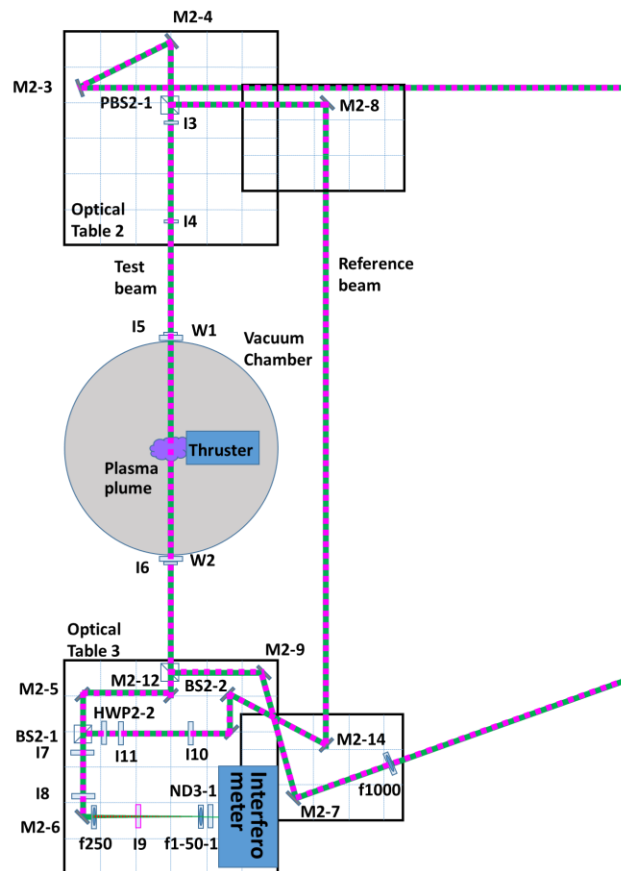 M2-4
M2-3
PBS2-1
M2-8
I3
I4
Optical
Table 2
Test
beam
Reference
beam
I5
W1
Vacuum
Chamber
Thruster
Plasma
plume
I6
W2
Optical
Table 3
M2-9
M2-5
M2-12
BS2-2
HWP2-2
BS2-1
I7
I11
I10
M2-14
I8
ND3-1
Interfero
meter
f1000
M2-7
M2-6
f250
I9
f1-50-1